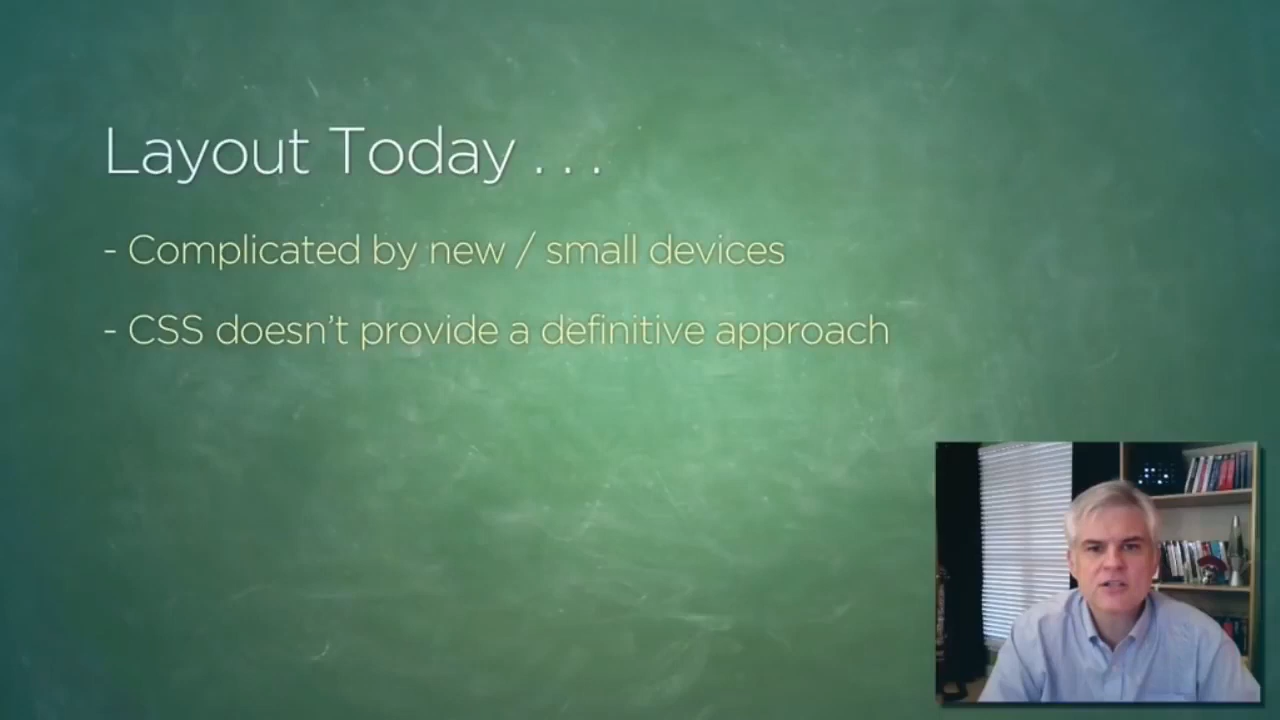 Layout Today . . .
- Complicated by new / small devices
- CSS doesn't provide a definitive approach